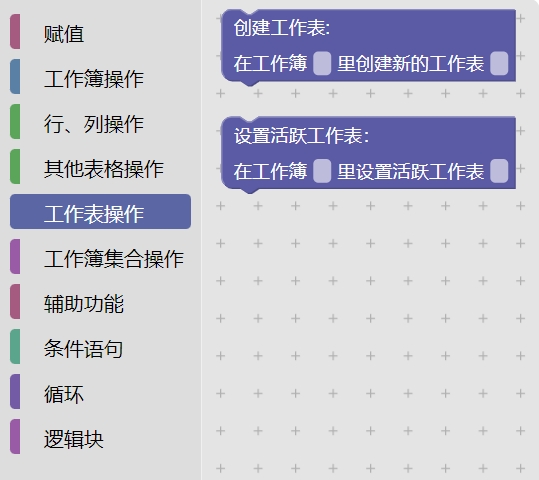 赋值
工作簿操作
行、列操作
其他表格操作
工作表操作
工作簿集合操作
辅助功能
条件语句
循环
逻辑块
创建工作表:
在工作簿 里创建新的工作表
设置活跃工作表:
在工作簿 里设置活跃工作表